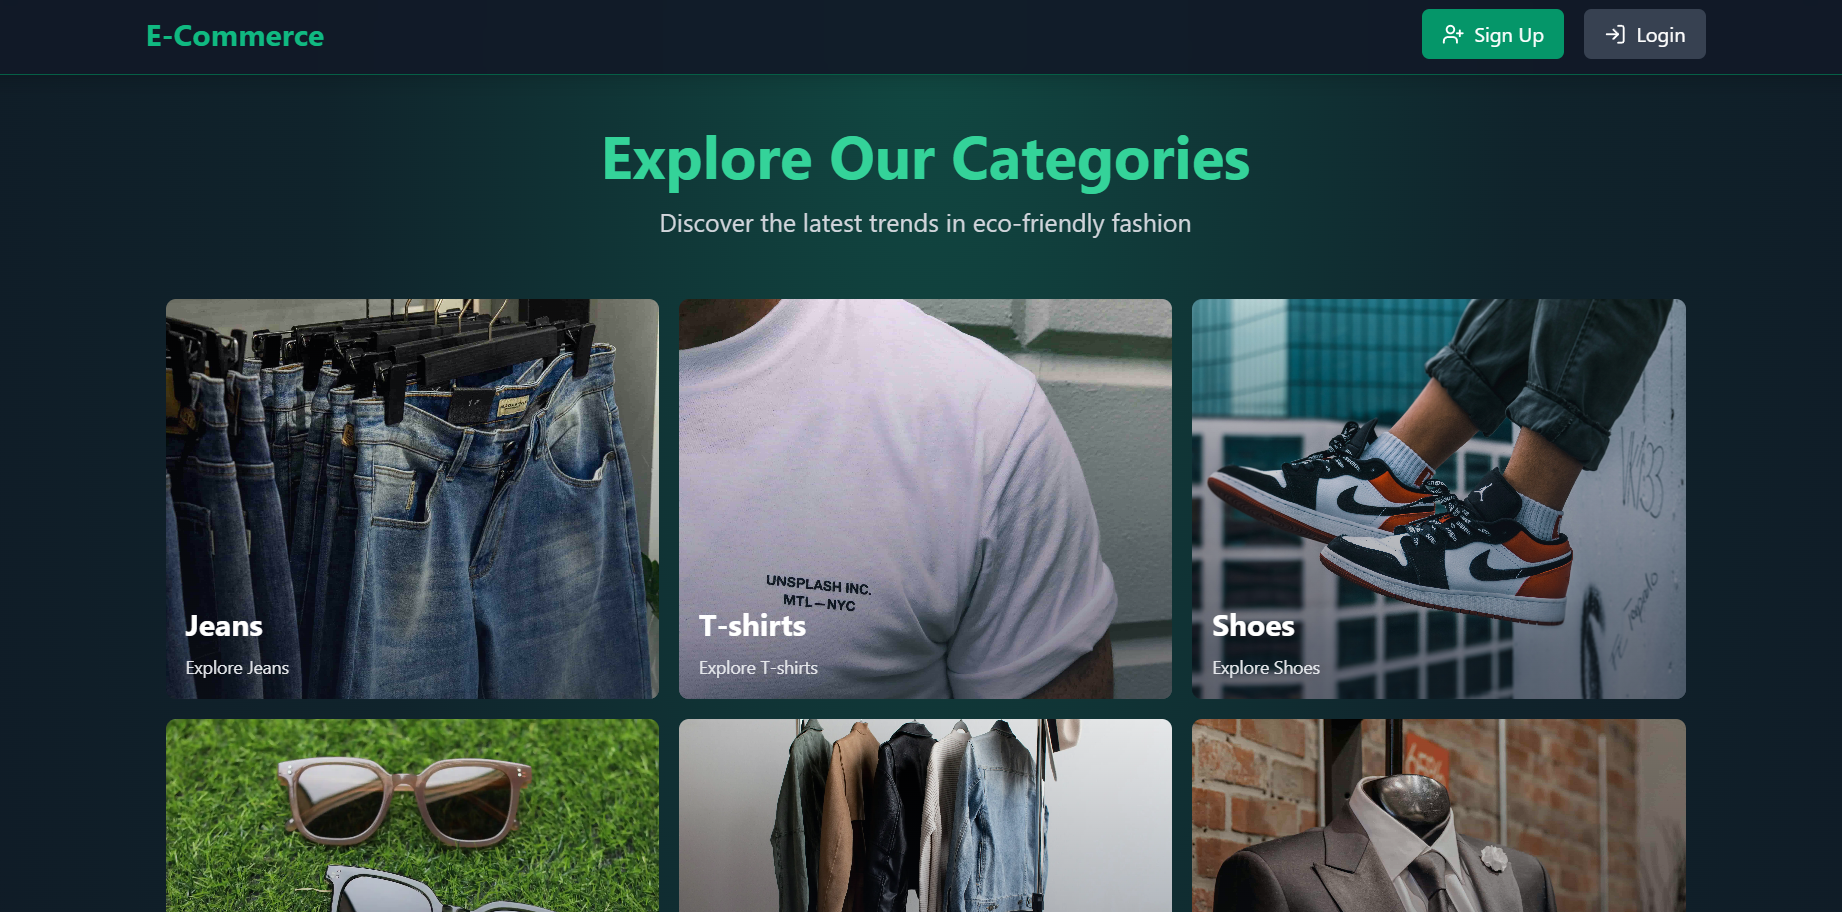 E-Commerce
Sign Up
Login
Explore Our Categories
Discover the latest trends in eco-friendly fashion
UNSPLASH INC.
MTL—NYC
Jeans
Explore Jeans
T-shirts
Explore T-shirts
Shoes
Explore Shoes